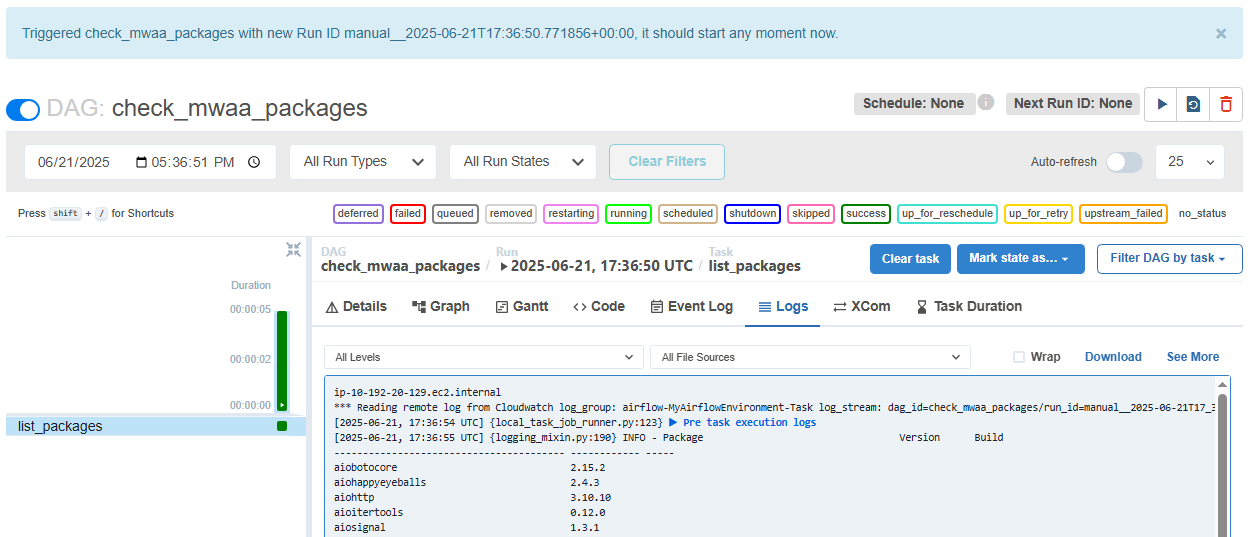 Triggered check_mwaa_packages with new Run ID manual__2025-06-21T17:36:50.771856+00:00, it should start any moment now. ×
DAG: check_mwaa_packages Schedule: None i Next Run ID: None
06/21/2025 05:36:51 PM All Run Types All Run States Clear Filters Auto-refresh 25
Press shift + / for Shortcuts deferred failed queued removed restarting running scheduled shutdown skipped success up_for_reschedule up_for_retry upstream_failed no_status
DAG Run Task
check_mwaa_packages / 2025-06-21, 17:36:50 UTC / list_packages Clear task Mark state as... Filter DAG by task
Duration
00:00:05
00:00:02
00:00:00
list_packages
Details Graph Gantt <> Code Event Log Logs XCom Task Duration
All Levels All File Sources Wrap Download See More
ip-10-192-20-129.ec2.internal
*** Reading remote log from Cloudwatch log_group: airflow-MyAirflowEnvironment-Task log_stream: dag_id=check_mwaa_packages/run_id=manual__2025-06-21T17_3
[2025-06-21, 17:36:54 UTC] {local_task_job_runner.py:123} ▶ Pre task execution logs
[2025-06-21, 17:36:55 UTC] {logging_mixin.py:190} INFO - Package Version Build
---------------------------------------- ------------ -----
aiobotocore 2.15.2
aiohappyeyeballs 2.4.3
aiohttp 3.10.10
aioitertools 0.12.0
aiosignal 1.3.1